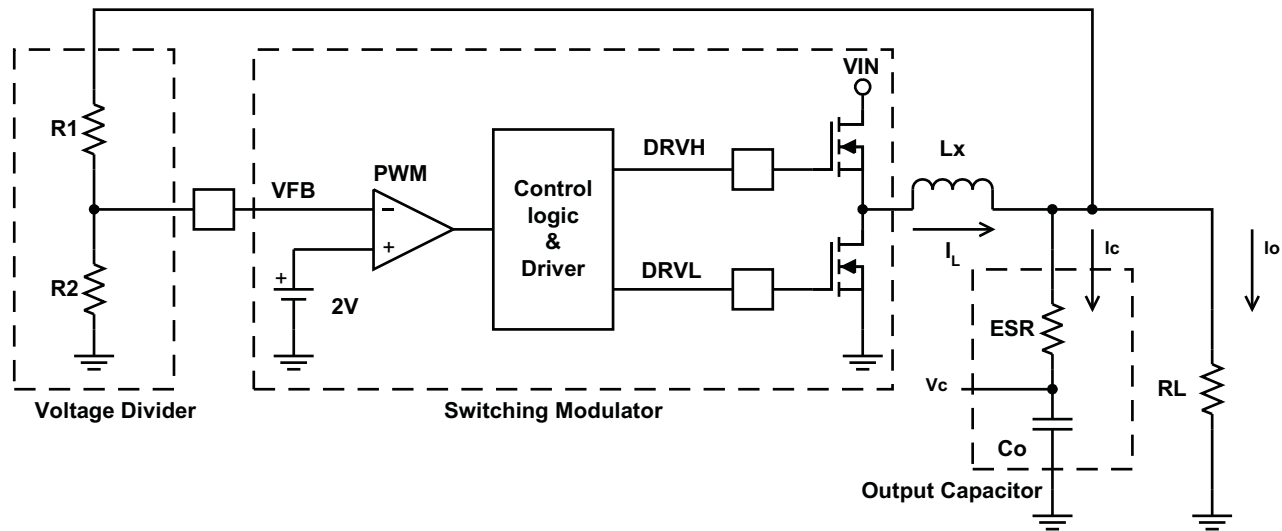 VIN
R1
DRVH
Lx
PWM
VFB
−
Control
logic
&
Driver
+
Ic
Io
IL
+
R2
DRVL
2V
ESR
Vc
RL
Voltage Divider
Switching Modulator
Co
Output Capacitor